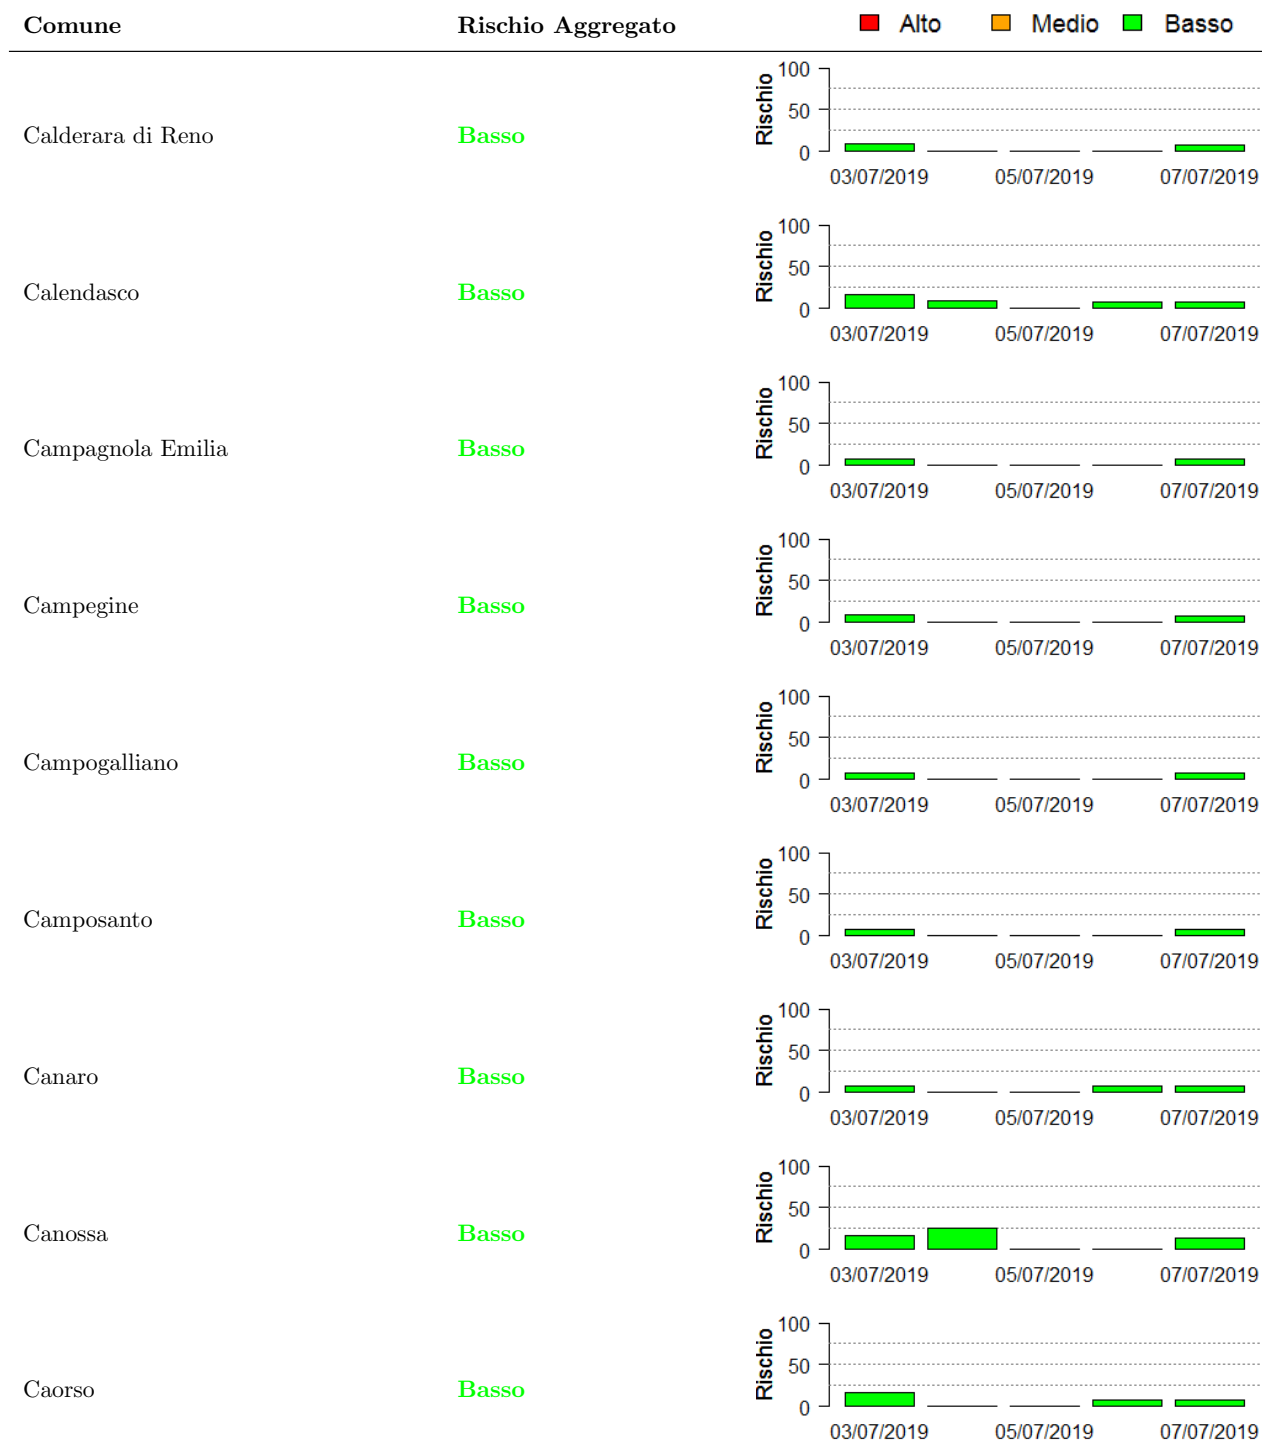 Comune Rischio Aggregato Alto Medio Basso
Calderara di Reno Basso
Rischio
100
50
0
03/07/2019 05/07/2019 07/07/2019
Calendasco Basso
Rischio
100
50
0
03/07/2019 05/07/2019 07/07/2019
Campagnola Emilia Basso
Rischio
100
50
0
03/07/2019 05/07/2019 07/07/2019
Campegine Basso
Rischio
100
50
0
03/07/2019 05/07/2019 07/07/2019
Campogalliano Basso
Rischio
100
50
0
03/07/2019 05/07/2019 07/07/2019
Camposanto Basso
Rischio
100
50
0
03/07/2019 05/07/2019 07/07/2019
Canaro Basso
Rischio
100
50
0
03/07/2019 05/07/2019 07/07/2019
Canossa Basso
Rischio
100
50
0
03/07/2019 05/07/2019 07/07/2019
Caorso Basso
Rischio
100
50
0
03/07/2019 05/07/2019 07/07/2019